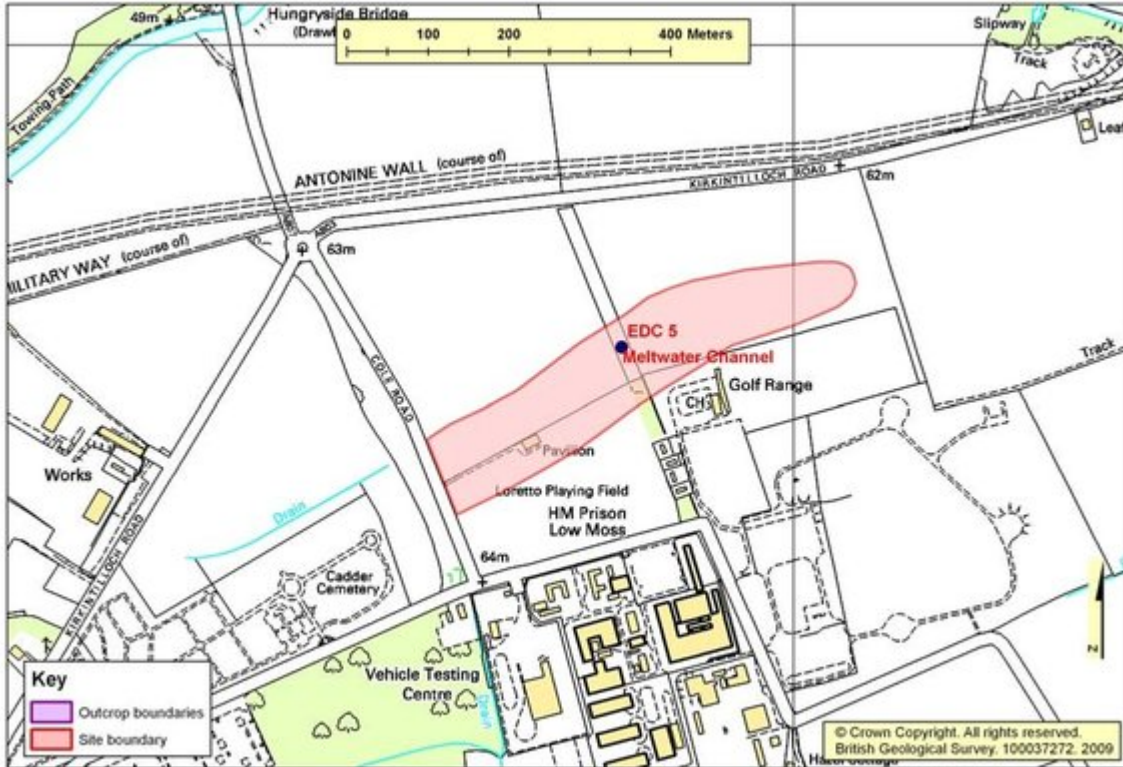 49m
Hungryside Bridge
(Drawl
0 100 200 400 Meters
Slipway
Track
Towing Path
Leaf
ANTONINE WALL (course of)
KIRKINTILLOCH ROAD
62m
MILITARY WAY (course of)
63m
EDC 5
Meltwater Channel
COLE ROAD
Track
Golf Range
CH
Pavilion
Works
Loretto Playing Field
HM Prison
Low Moss
Drain
64m
KIRKINTILLOCH ROAD
Cadder
Cemetery
Vehicle Testing
Centre
Drain
Key
Outcrop boundaries
Site boundary
N
© Crown Copyright. All rights reserved.
British Geological Survey. 100037272. 2009